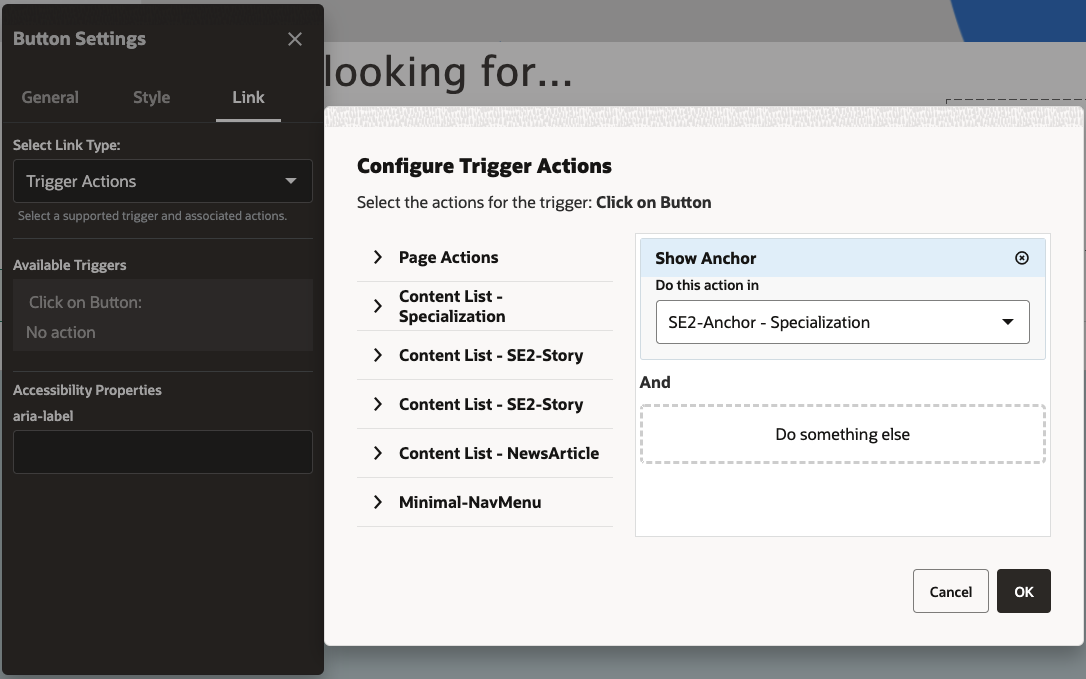 Button Settings
General
Style
Link
Select Link Type:
Trigger Actions
Select a supported trigger and associated actions.
Available Triggers
Click on Button:
No action
Accessibility Properties
aria-label
looking for...
Configure Trigger Actions
Select the actions for the trigger: Click on Button
Page Actions
Content List -
Specialization
Content List - SE2-Story
Content List - SE2-Story
Content List - NewsArticle
Minimal-NavMenu
Show Anchor
Do this action in
SE2-Anchor - Specialization
And
Do something else
Cancel
OK